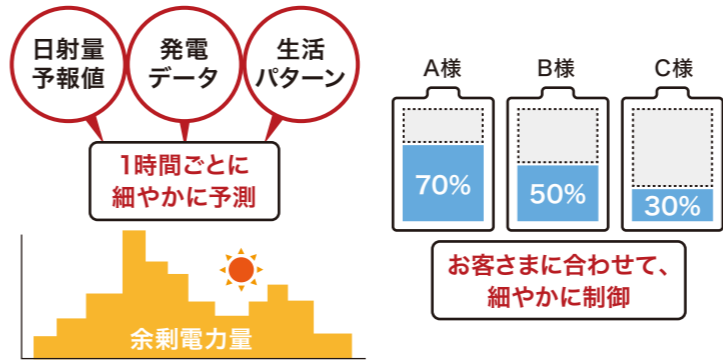 日射量
予報値
発電
データ
生活
パターン
1時間ごとに
細やかに予測
余剰電力量
A様
B様
C様
70%
50%
30%
お客さまに合わせて、
細やかに制御